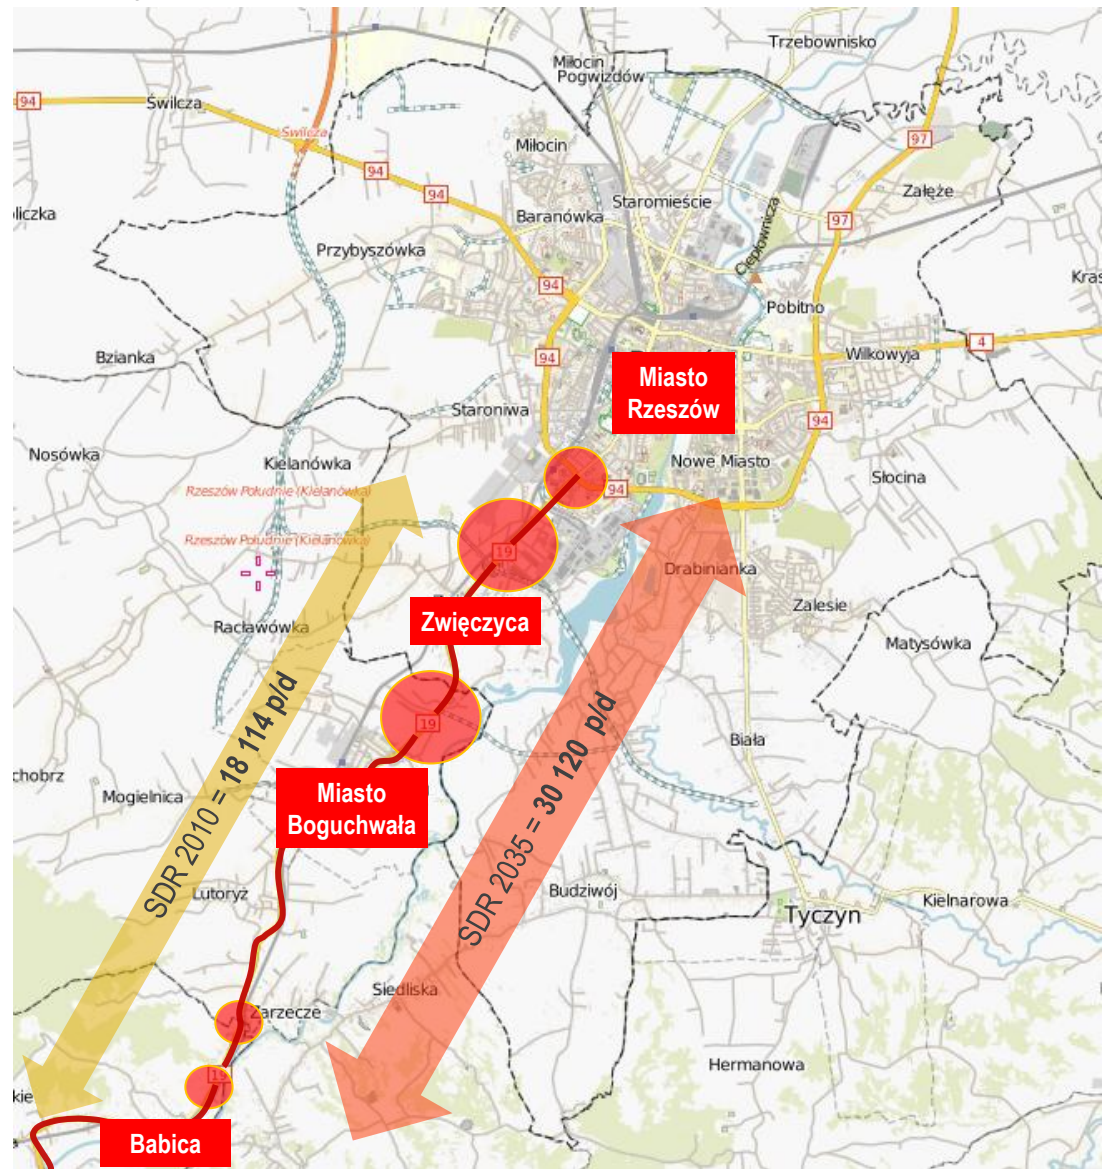 Trzebownisko
Miłocin
Pogwizdów
94
Świlcza
Świlcza
97
Miłocin
94
94
Załęże
Staromieście
Baranówka
97
Ciepłownicza
Przybyszówka
Kras
94
Pobitno
4
Bzianka
94
Wilkowyja
Miasto
Rzeszów
Staroniwa
94
Nosówka
Kielanówka
Nowe Miasto
Słocina
Rzeszów Południe (Kielanówka)
94
Rzeszów Południe (Kielanówka)
19
Drabinianka
Zalesie
Racławówka
Zwięczyca
Matysówka
19
Biała
chobrz
Mogielnica
Miasto
Boguchwała
SDR 2010 = 18 114 p/d
SDR 2035 = 30 120 p/d
Lutoryż
Budziwój
Kielnarowa
Tyczyn
Siedliska
Zarzecze
Hermanowa
19
kie
Babica